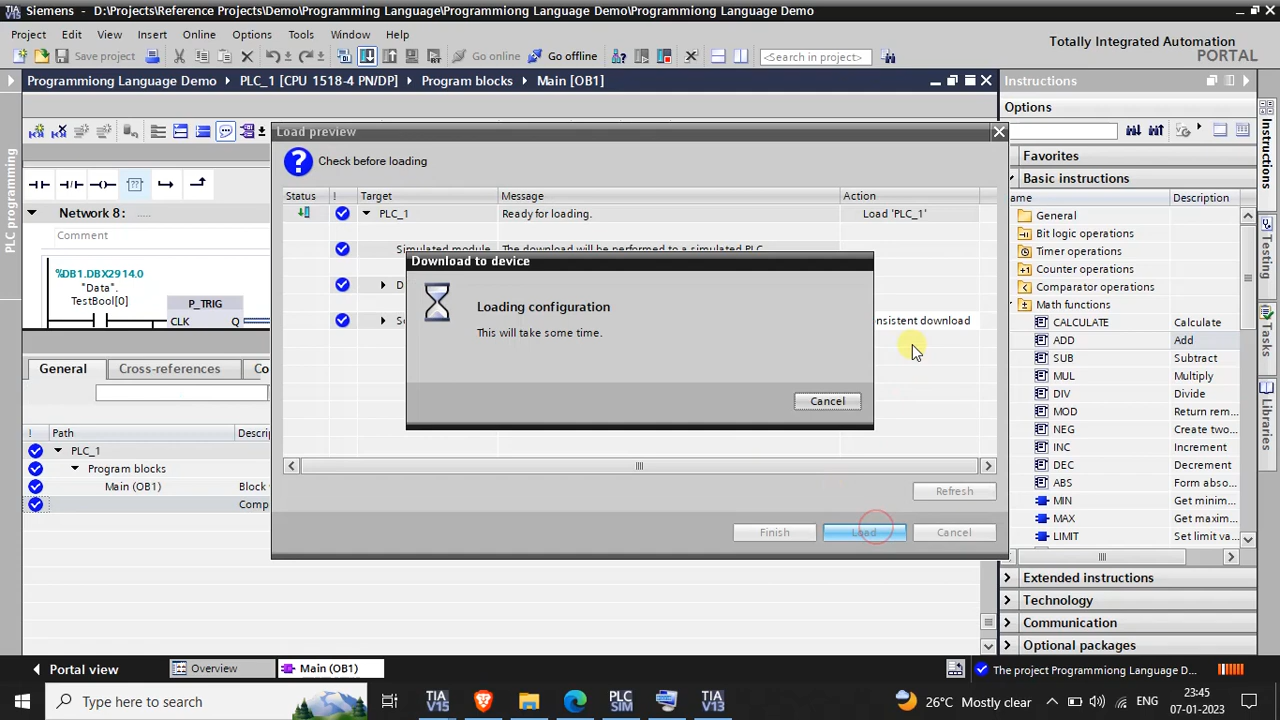 Siemens - D:\Projects\Reference Projects\Demo\Programming Language\Programmiong Language Demo\Programmiong Language Demo
Project Edit View Insert Online Options Tools Window Help
Totally Integrated Automation
PORTAL
Save project Go online Go offline <Search in project>
Programmiong Language Demo PLC_1 [CPU 1518-4 PN/DP] Program blocks Main [OB1]
Instructions
Options
Load preview
Check before loading
Favorites
Basic instructions
Status ! Target Message Action
Name Description
PLC_1 Ready for loading. Load 'PLC_1'
General
Network 8: .....
Bit logic operations
Comment
Simulated module The download will be performed to a simulated PLC.
Timer operations
Download to device
Counter operations
%DB1.DBX2914.0
"Data".
TestBool[0]
P_TRIG
CLK Q
Loading configuration
This will take some time.
Cancel
nsistent download
Comparator operations
Math functions
CALCULATE Calculate
ADD Add
SUB Subtract
MUL Multiply
DIV Divide
MOD Return rem...
NEG Create two...
INC Increment
DEC Decrement
ABS Form abso...
MIN Get minim...
MAX Get maxim...
LIMIT Set limit va...
General Cross-references Co
! Path Descrip
PLC_1
Program blocks
Main (OB1) Block
Comp
Refresh
Finish Load Cancel
Extended instructions
Technology
Communication
Optional packages
PLC programming
Instructions
Testing
Tasks
Libraries
Portal view Overview Main (OB1) The project Programmiong Language D...
Type here to search
26°C Mostly clear ENG 23:45
07-01-2023